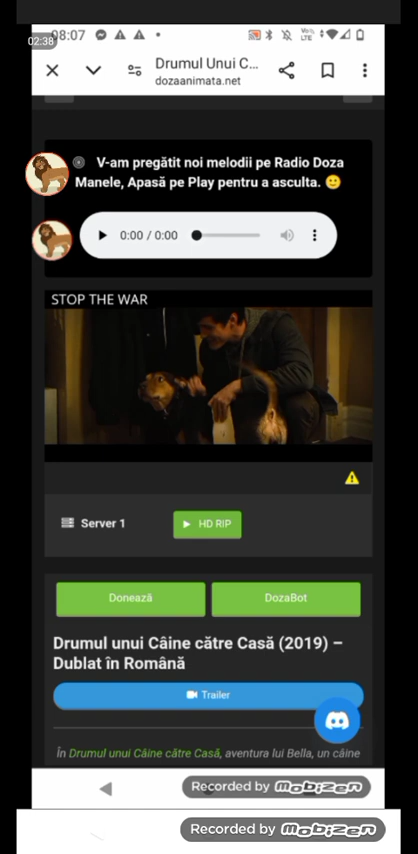 08:07
02:38
VoWi
LTE
Drumul Unui C...
dozaanimata.net
V-am pregătit noi melodii pe Radio Doza
Manele, Apasă pe Play pentru a asculta.
0:00 / 0:00
STOP THE WAR
Server 1
HD RIP
Donează
DozaBot
Drumul unui Câine către Casă (2019) –
Dublat în Română
Trailer
În Drumul unui Câine către Casă, aventura lui Bella, un câine
Recorded by MOBIZEN
Recorded by MOBIZEN